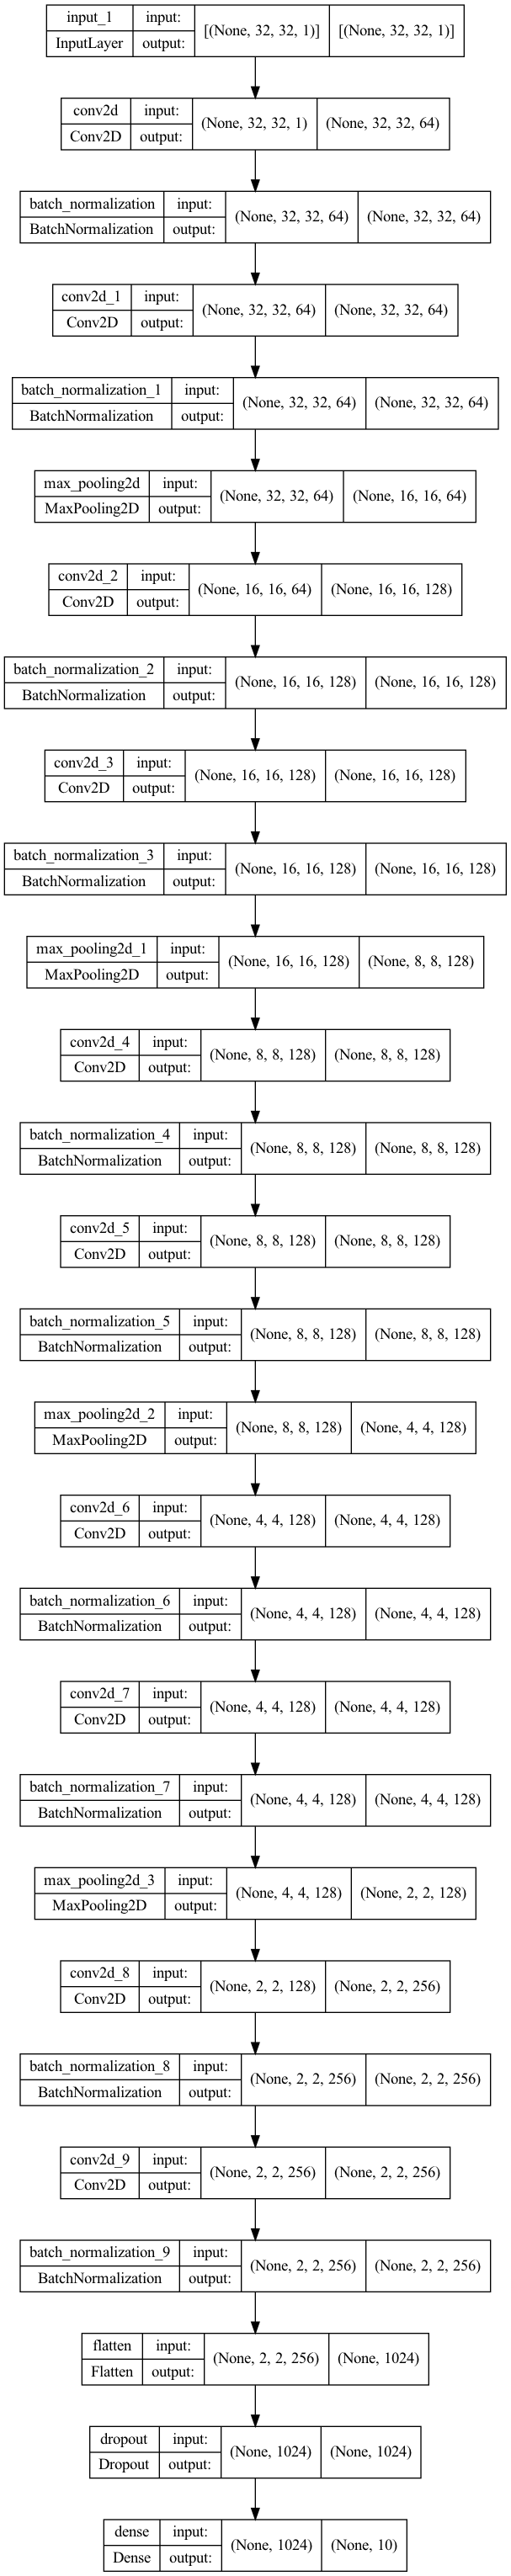 input_1 input: [(None, 32, 32, 1)] [(None, 32, 32, 1)]
InputLayer output:
conv2d input: (None, 32, 32, 1) (None, 32, 32, 64)
Conv2D output:
batch_normalization input: (None, 32, 32, 64) (None, 32, 32, 64)
BatchNormalization output:
conv2d_1 input: (None, 32, 32, 64) (None, 32, 32, 64)
Conv2D output:
batch_normalization_1 input: (None, 32, 32, 64) (None, 32, 32, 64)
BatchNormalization output:
max_pooling2d input: (None, 32, 32, 64) (None, 16, 16, 64)
MaxPooling2D output:
conv2d_2 input: (None, 16, 16, 64) (None, 16, 16, 128)
Conv2D output:
batch_normalization_2 input: (None, 16, 16, 128) (None, 16, 16, 128)
BatchNormalization output:
conv2d_3 input: (None, 16, 16, 128) (None, 16, 16, 128)
Conv2D output:
batch_normalization_3 input: (None, 16, 16, 128) (None, 16, 16, 128)
BatchNormalization output:
max_pooling2d_1 input: (None, 16, 16, 128) (None, 8, 8, 128)
MaxPooling2D output:
conv2d_4 input: (None, 8, 8, 128) (None, 8, 8, 128)
Conv2D output:
batch_normalization_4 input: (None, 8, 8, 128) (None, 8, 8, 128)
BatchNormalization output:
conv2d_5 input: (None, 8, 8, 128) (None, 8, 8, 128)
Conv2D output:
batch_normalization_5 input: (None, 8, 8, 128) (None, 8, 8, 128)
BatchNormalization output:
max_pooling2d_2 input: (None, 8, 8, 128) (None, 4, 4, 128)
MaxPooling2D output:
conv2d_6 input: (None, 4, 4, 128) (None, 4, 4, 128)
Conv2D output:
batch_normalization_6 input: (None, 4, 4, 128) (None, 4, 4, 128)
BatchNormalization output:
conv2d_7 input: (None, 4, 4, 128) (None, 4, 4, 128)
Conv2D output:
batch_normalization_7 input: (None, 4, 4, 128) (None, 4, 4, 128)
BatchNormalization output:
max_pooling2d_3 input: (None, 4, 4, 128) (None, 2, 2, 128)
MaxPooling2D output:
conv2d_8 input: (None, 2, 2, 128) (None, 2, 2, 256)
Conv2D output:
batch_normalization_8 input: (None, 2, 2, 256) (None, 2, 2, 256)
BatchNormalization output:
conv2d_9 input: (None, 2, 2, 256) (None, 2, 2, 256)
Conv2D output:
batch_normalization_9 input: (None, 2, 2, 256) (None, 2, 2, 256)
BatchNormalization output:
flatten input: (None, 2, 2, 256) (None, 1024)
Flatten output:
dropout input: (None, 1024) (None, 1024)
Dropout output:
dense input: (None, 1024) (None, 10)
Dense output: